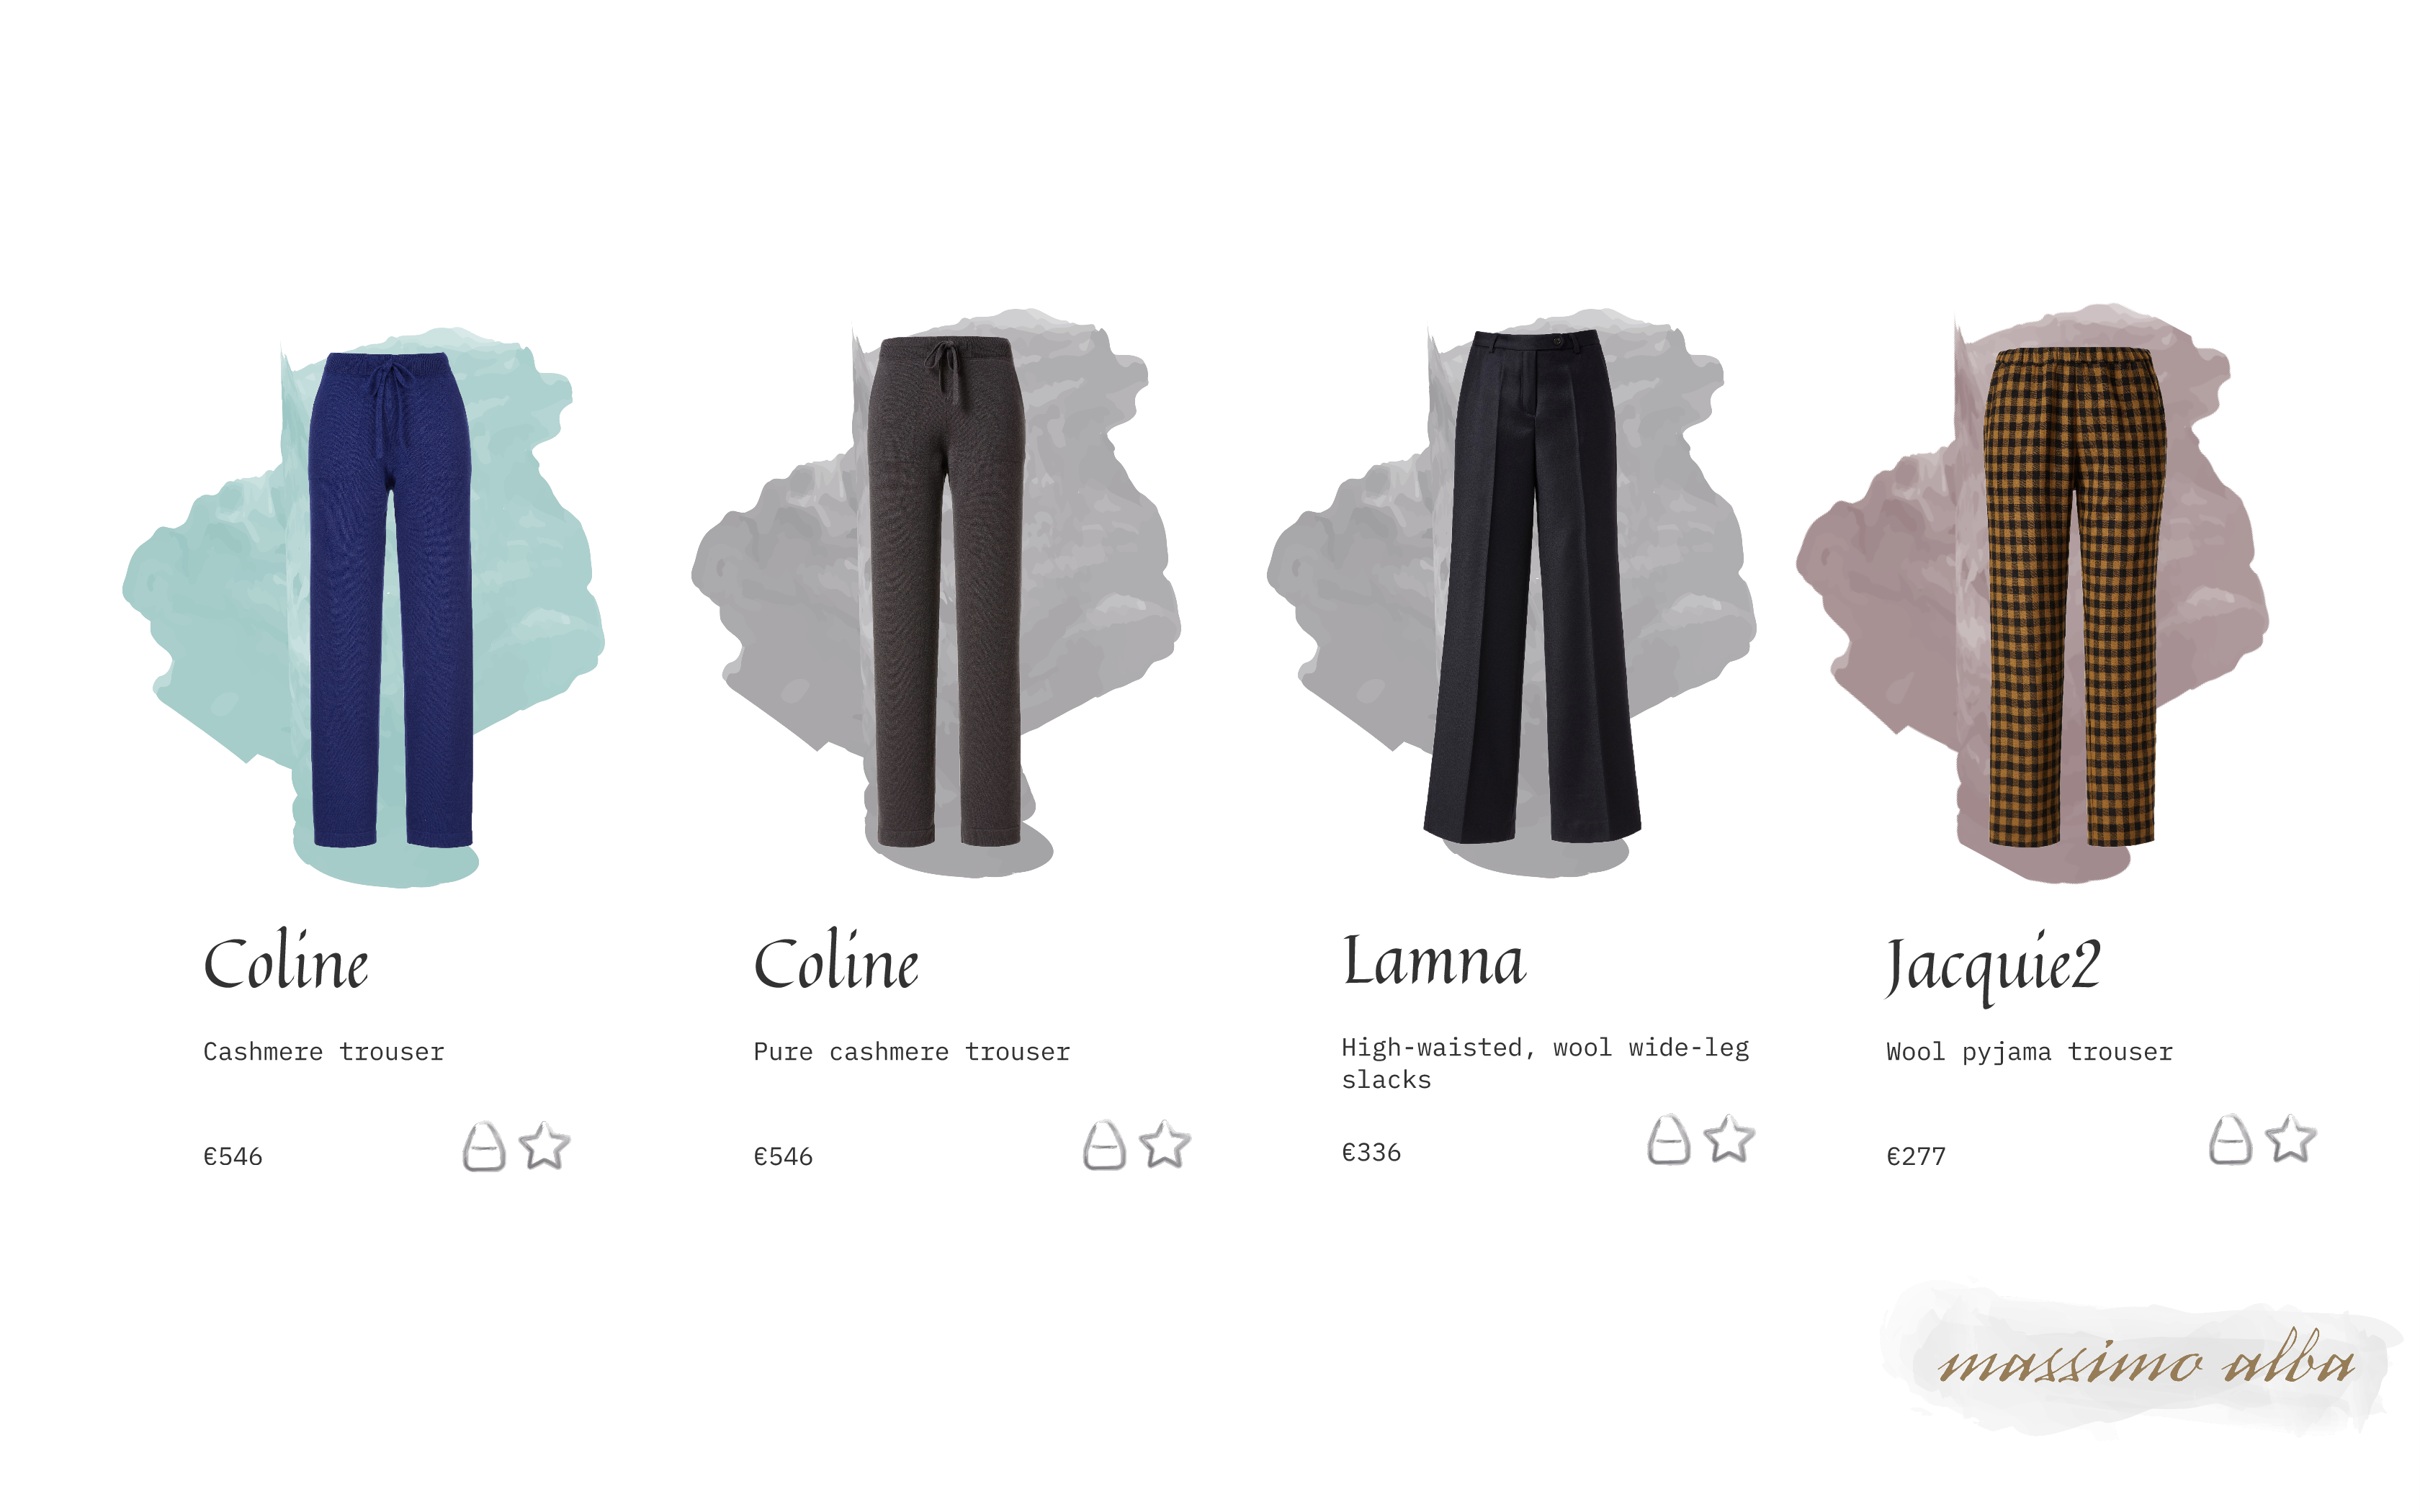 Coline
Cashmere trouser
€546
Coline
Pure cashmere trouser
€546
Lamna
High-waisted, wool wide-leg
slacks
€336
Jacquie2
Wool pyjama trouser
€277
massimo alba